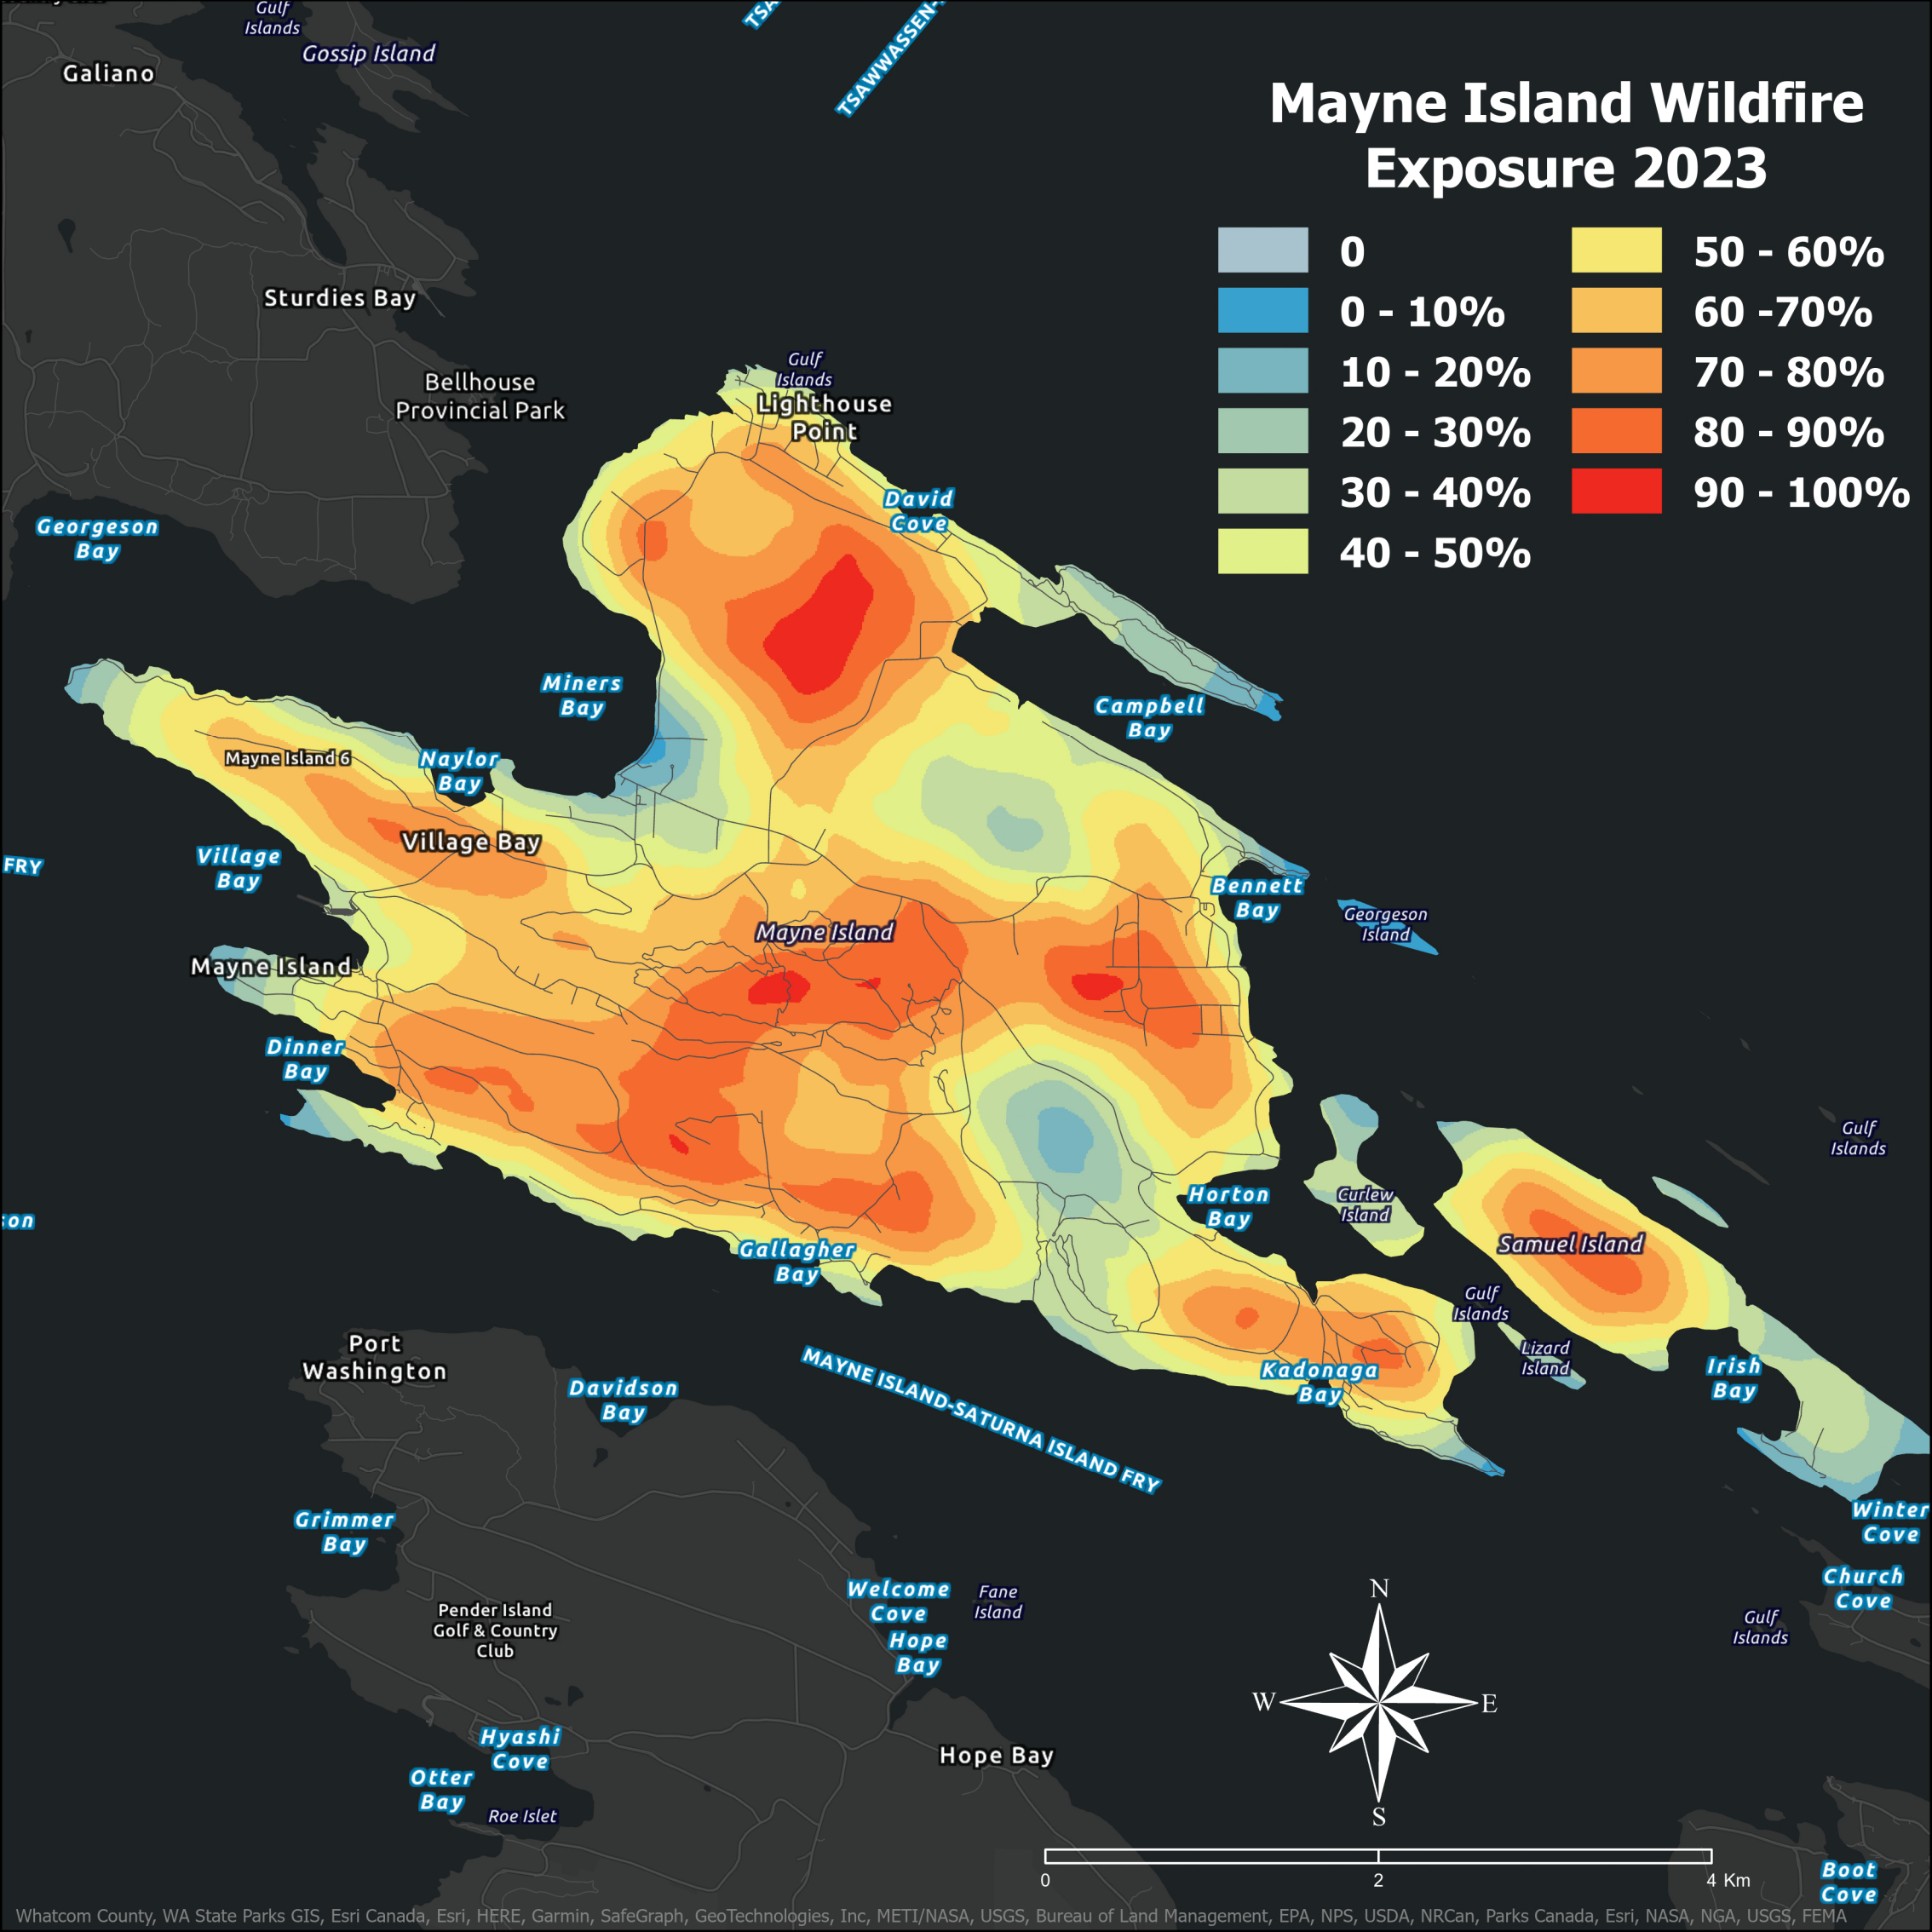 Gulf
Islands
Gossip Island
Galiano
TSAWWASSEN-
Mayne Island Wildfire
Exposure 2023
0
0 - 10%
10 - 20%
20 - 30%
30 - 40%
40 - 50%
50 - 60%
60 -70%
70 - 80%
80 - 90%
90 - 100%
Sturdies Bay
Bellhouse
Provincial Park
Gulf
Islands
Lighthouse
Point
David
Cove
Georgeson
Bay
Miners
Bay
Campbell
Bay
Mayne Island 6
Naylor
Bay
Village Bay
Village
Bay
FRY
Bennett
Bay
Georgeson
Island
Mayne Island
Mayne Island
Dinner
Bay
Gulf
Islands
Horton
Bay
Curlew
Island
Samuel Island
son
Gallagher
Bay
Gulf
Islands
Lizard
Island
Irish
Bay
Kadonaga
Bay
Port
Washington
Davidson
Bay
MAYNE ISLAND-SATURNA ISLAND FRY
Grimmer
Bay
Winter
Cove
Church
Cove
Welcome
Cove
Fane
Island
Hope
Bay
Gulf
Islands
Pender Island
Golf & Country
Club
N
W
E
S
Hyashi
Cove
Hope Bay
Otter
Bay
Roe Islet
0
2
4 Km
Boot
Cove
Whatcom County, WA State Parks GIS, Esri Canada, Esri, HERE, Garmin, SafeGraph, GeoTechnologies, Inc, METI/NASA, USGS, Bureau of Land Management, EPA, NPS, USDA, NRCan, Parks Canada, Esri, NASA, NGA, USGS, FEMA